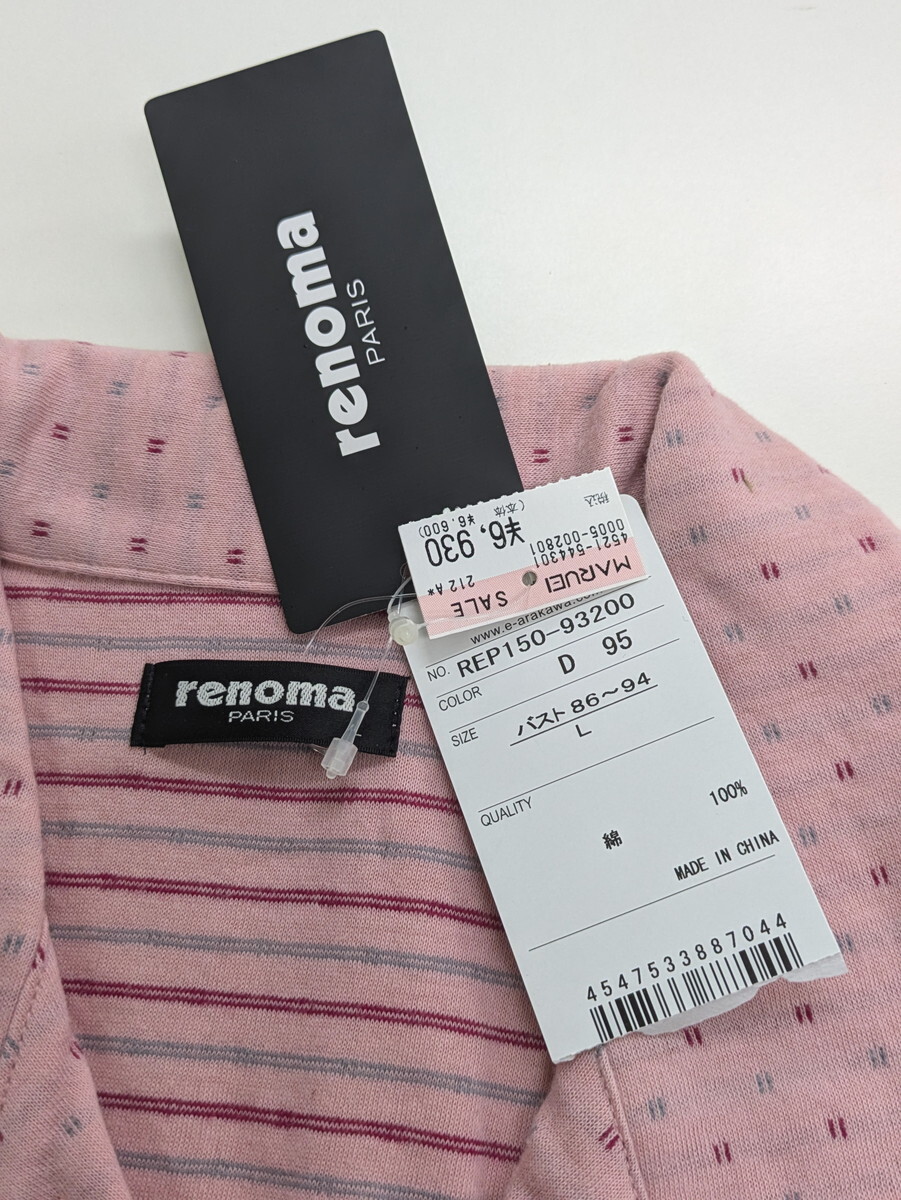 renoma
PARIS
税込
¥6,930
(本体
¥6,600)
4521-544301
0005-002801
MARUEI
SALE
212A*
www.e-arakawa.co
NO. REP150-93200
COLOR D 95
SIZE バスト86～94
L
QUALITY
綿 100%
MADE IN CHINA
4547533887044
renoma
PARIS